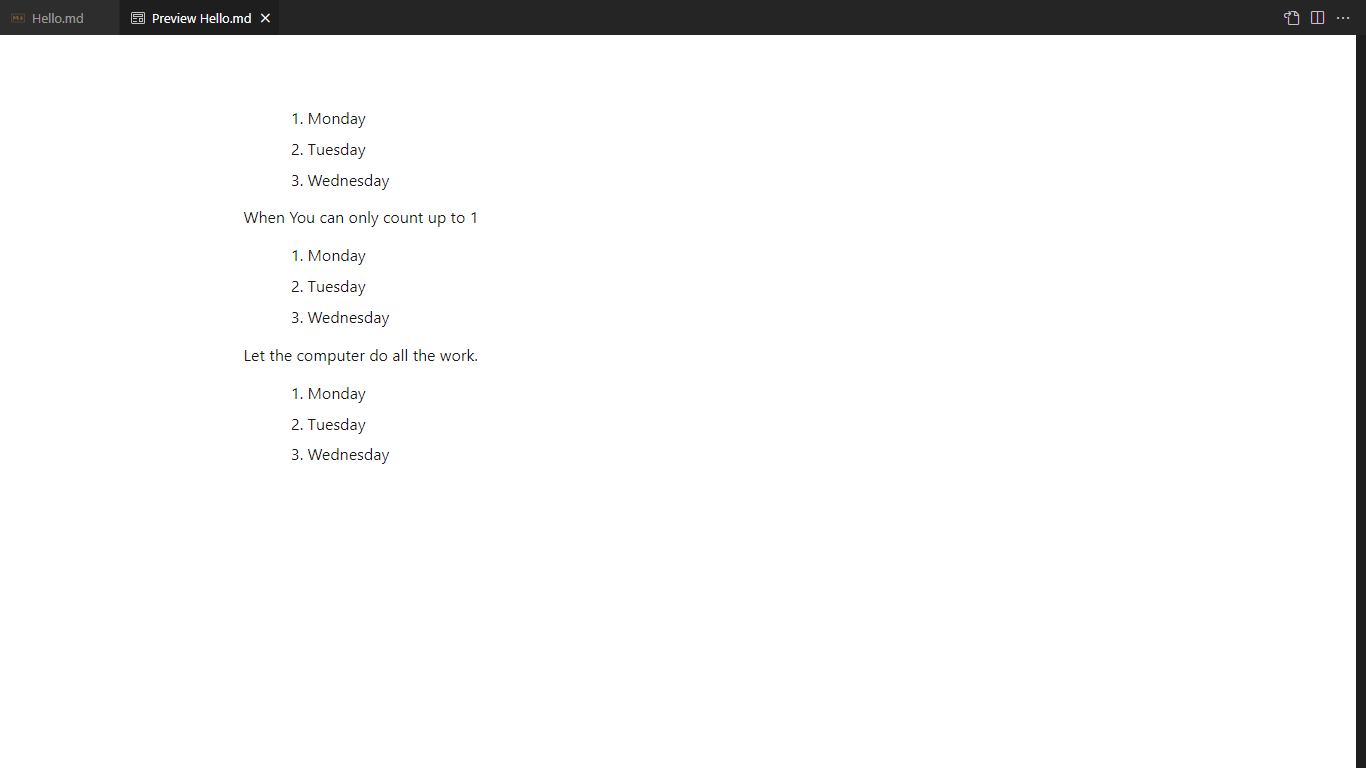 Hello.md
Preview Hello.md
1. Monday
2. Tuesday
3. Wednesday
When You can only count up to 1
1. Monday
2. Tuesday
3. Wednesday
Let the computer do all the work.
1. Monday
2. Tuesday
3. Wednesday